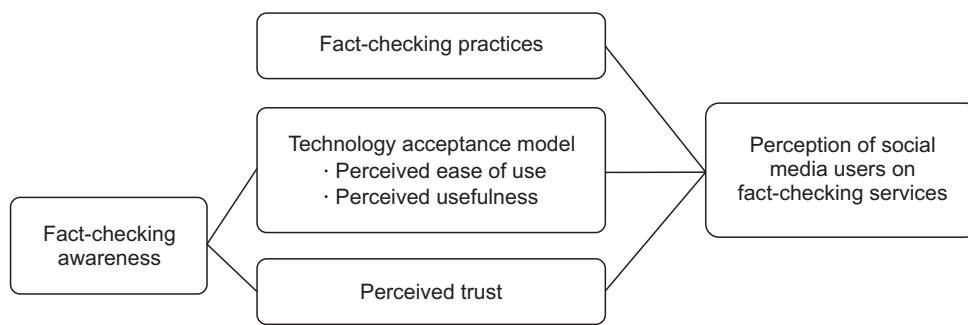 Fact-checking practices
Technology acceptance model
· Perceived ease of use
· Perceived usefulness
Perception of social
media users on
fact-checking services
Fact-checking
awareness
Perceived trust